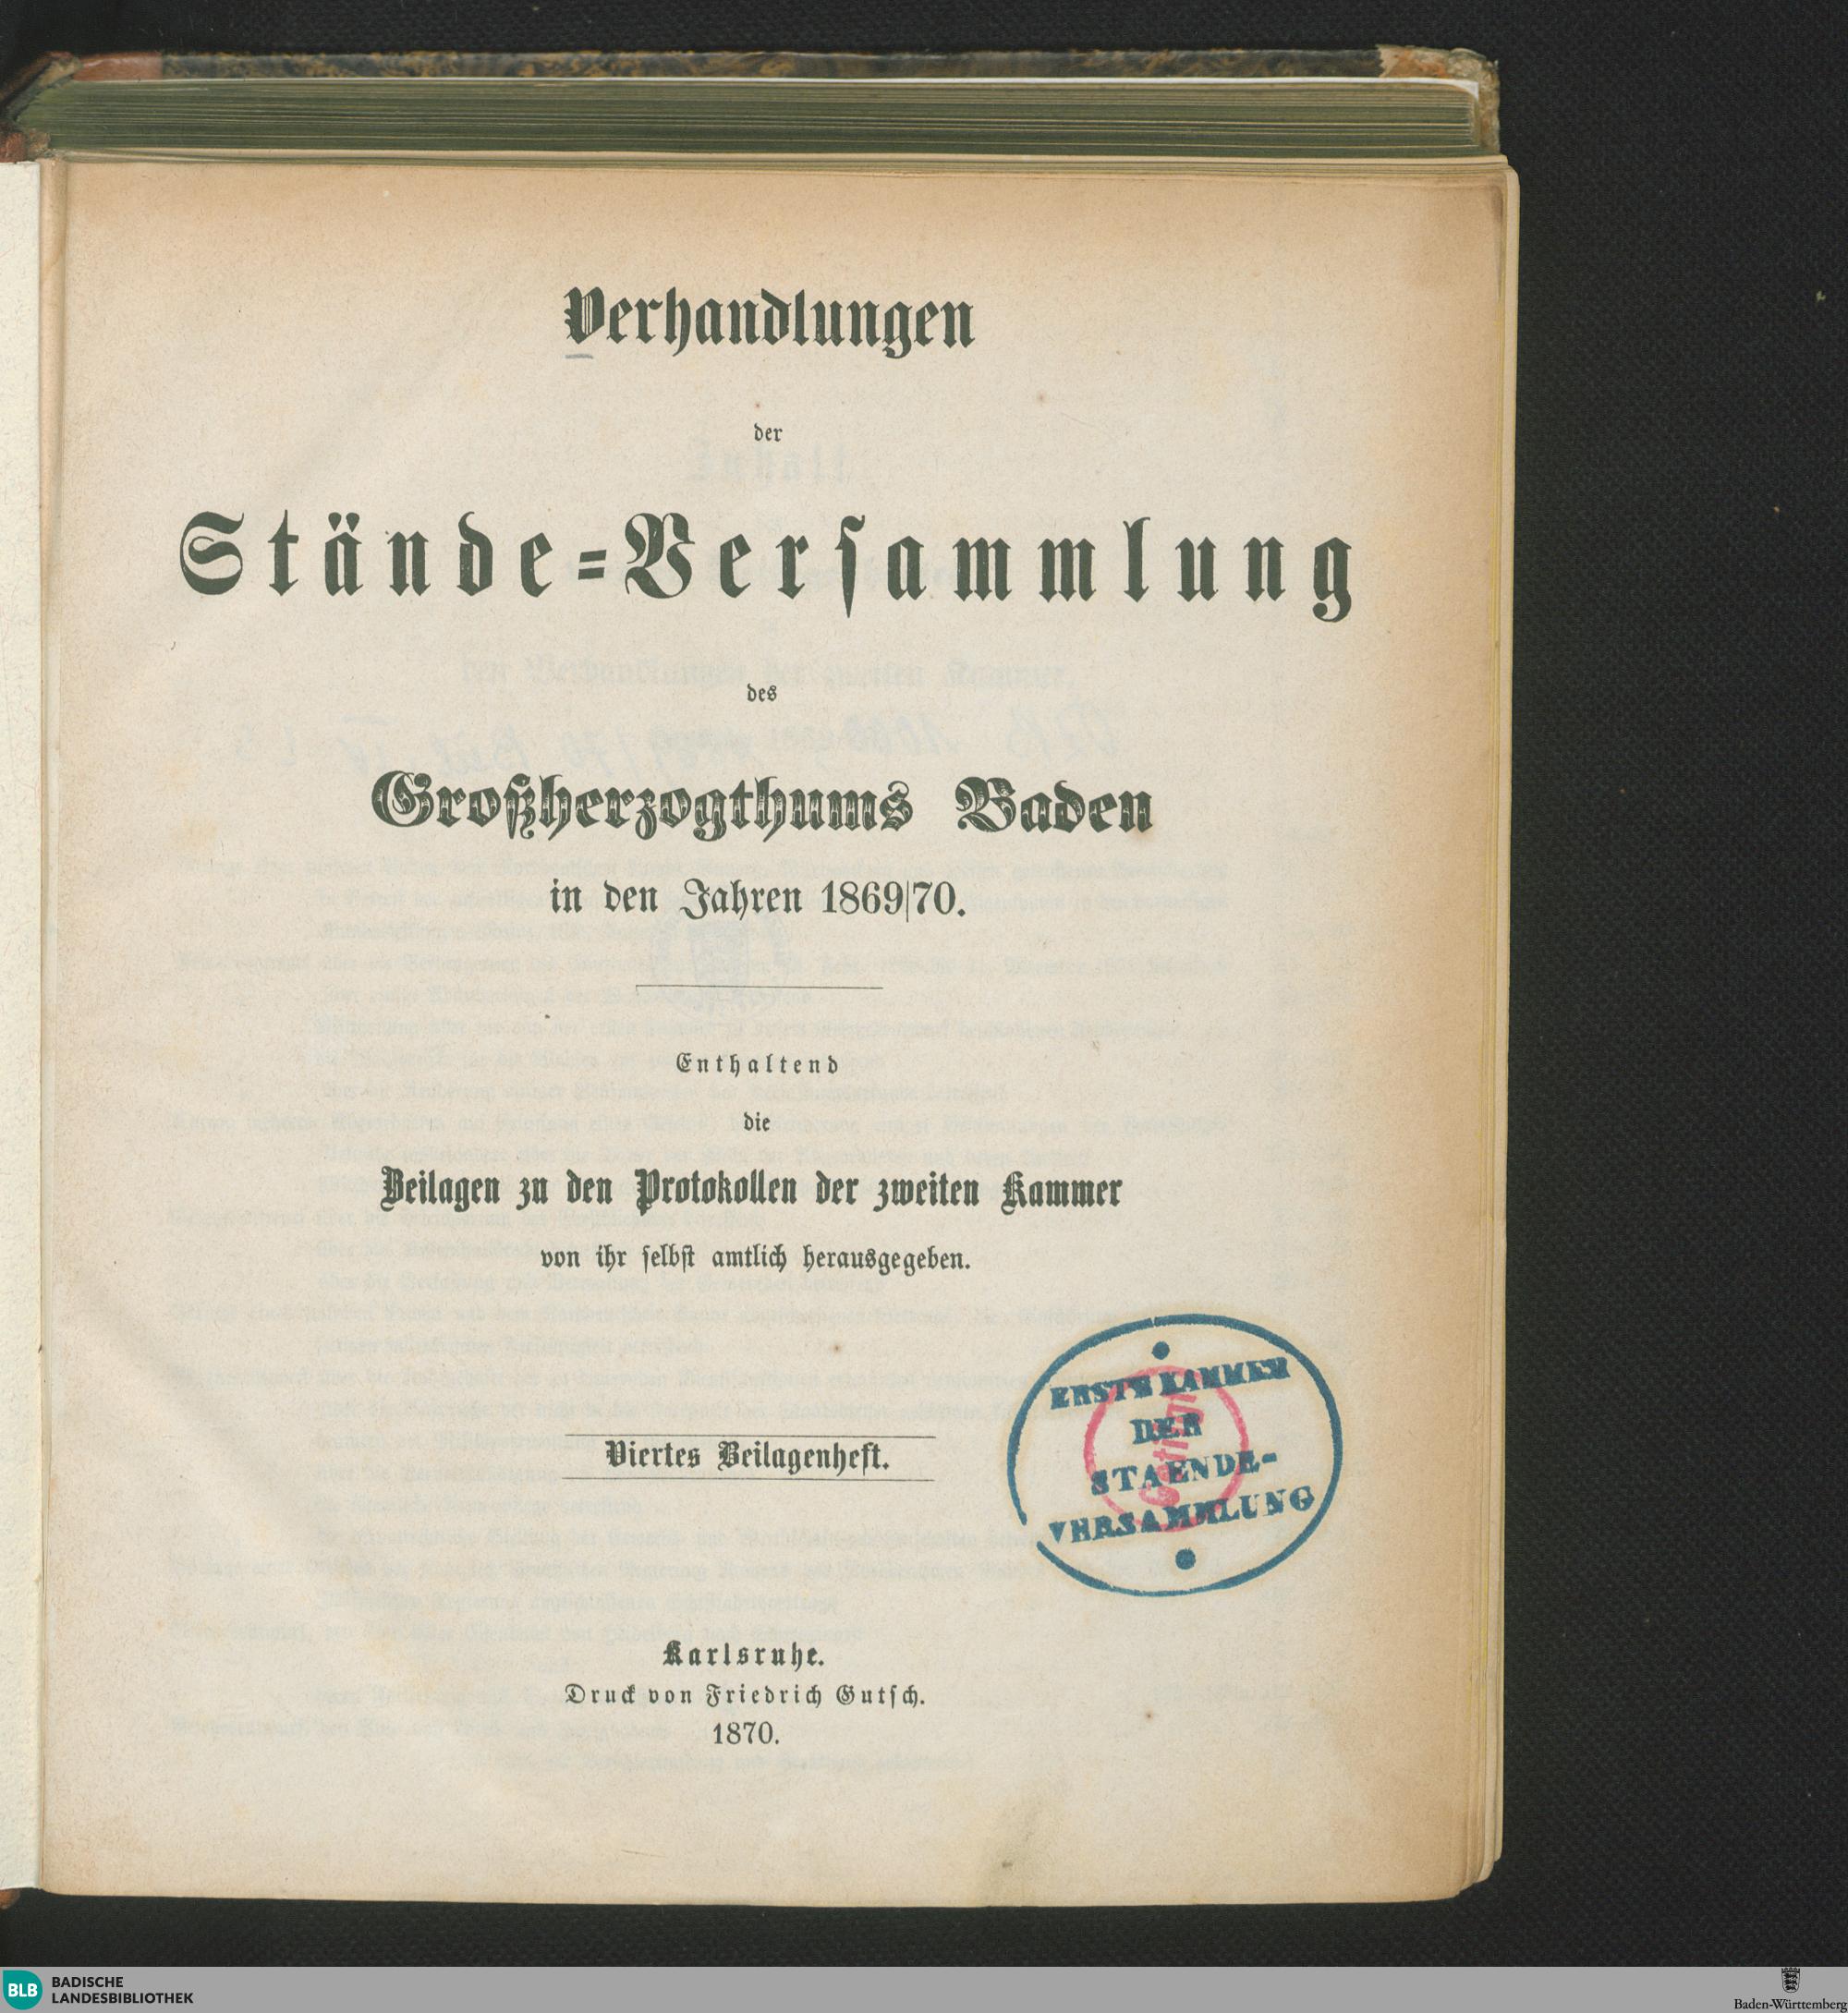 Verhandlungen
der
Stände=Versammlung
des
Großherzogthums Baden
in den Jahren 1869|70.
Enthaltend
die
Beilagen zu den Protokollen der zweiten Kammer
von ihr selbst amtlich herausgegeben.
Viertes Beilagenheft.
ERSTE KAMMER
DER
STAENDE-
VERSAMMLUNG
Getilgt
Karlsruhe.
Druck von Friedrich Gutsch.
1870.
BLB BADISCHE
LANDESBIBLIOTHEK
Baden-Württemberg